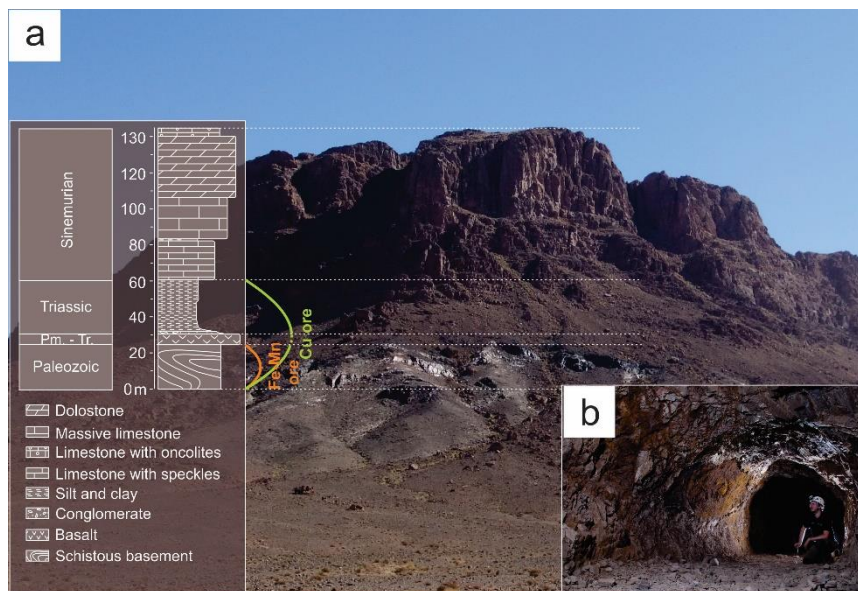 a
130
120
100
80
60
40
20
0 m
Sinemurian
Triassic
Pm. - Tr.
Paleozoic
Fe-Mn
ore
Cu ore
Dolostone
Massive limestone
Limestone with oncolites
Limestone with speckles
Silt and clay
Conglomerate
Basalt
Schistous basement
b